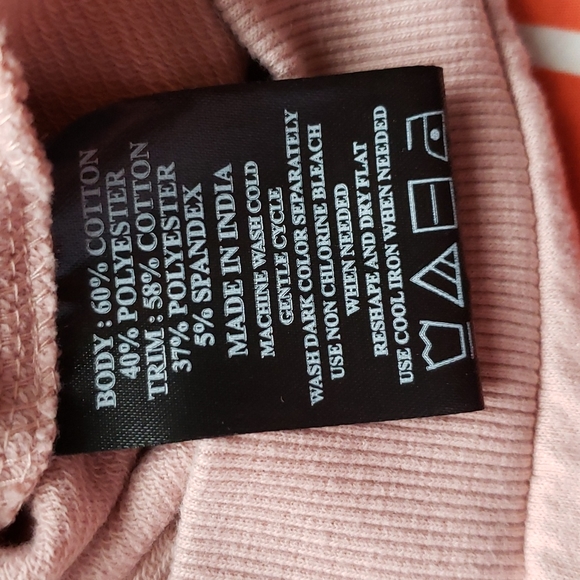 BODY : 60% COTTON
40% POLYESTER
TRIM : 58% COTTON
37% POLYESTER
5% SPANDEX
MADE IN INDIA
MACHINE WASH COLD
GENTLE CYCLE
WASH DARK COLOR SEPARATELY
USE NON CHLORINE BLEACH
WHEN NEEDED
RESHAPE AND DRY FLAT
USE COOL IRON WHEN NEEDED